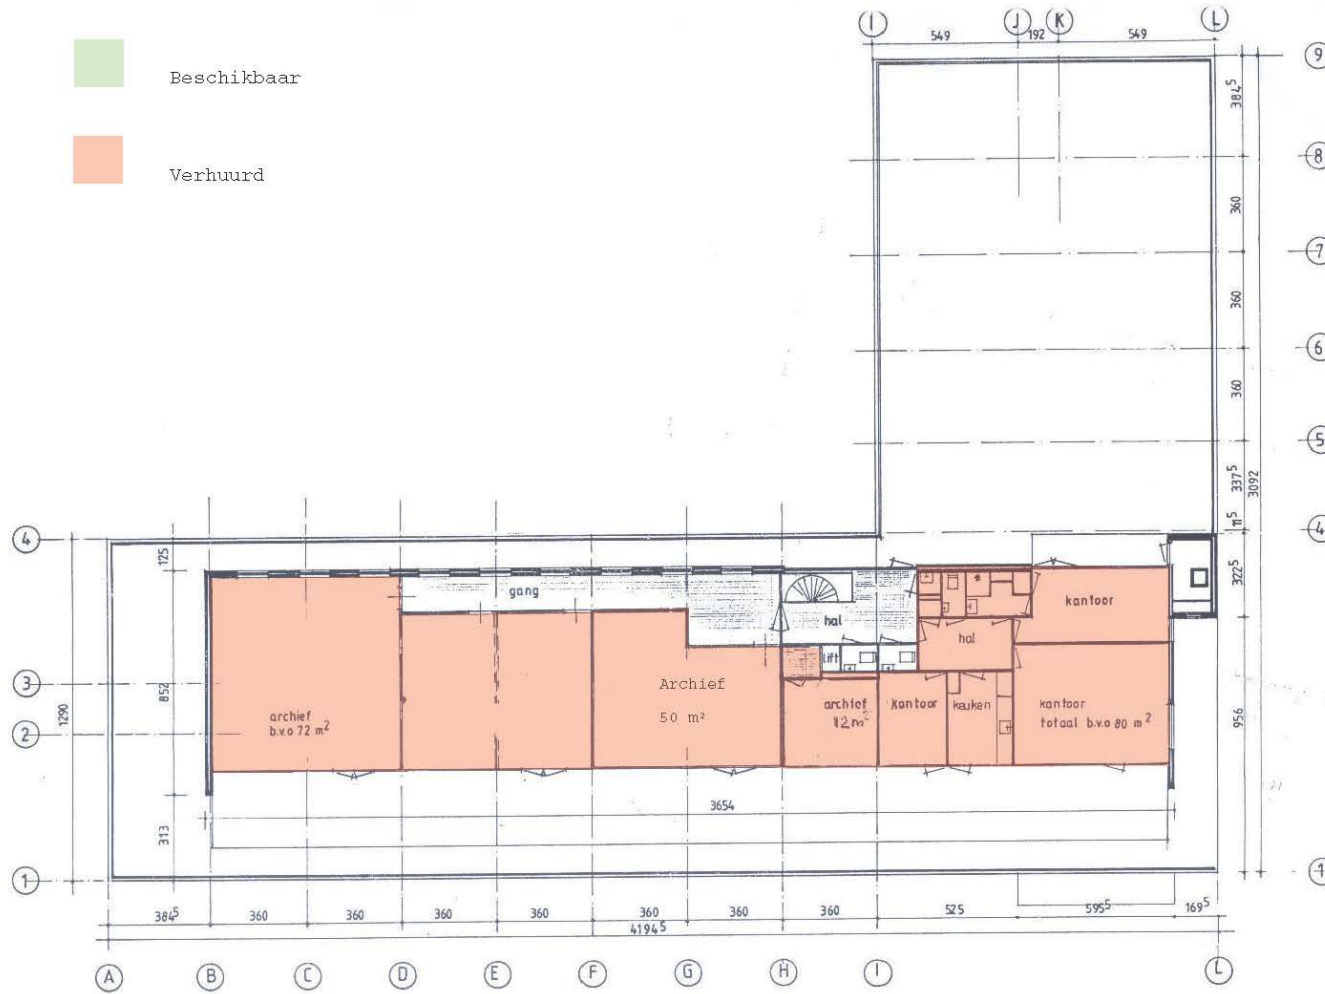 I J K L
549 192 549
9
Beschikbaar
384⁵
8
Verhuurd
360
7
360
6
360
5
337⁵
3092
4 11⁵ 4
125
322⁵
gang
kantoor
hal
hal
lift
3
852
Archief
50 m²
1290
archief
12 m²
kantoor
keuken
kantoor
totaal b.v.o 80 m²
956
archief
b.v.o 72 m²
2
3654
313
1 1
384⁵ 360 360 360 360 360 360 360 525 595⁵ 169⁵
4194⁵
A B C D E F G H I L